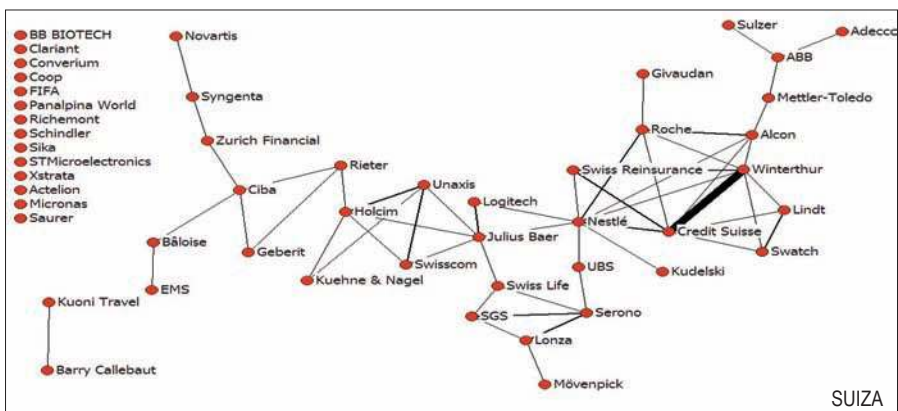 BB BIOTECH
Clariant
Converium
Coop
FIFA
Panalpina World
Richemont
Schindler
Sika
STMicroelectronics
Xstrata
Actelion
Micronas
Saurer
Novartis
Syngenta
Zurich Financial
Ciba
Rieter
Geberit
Bâloise
EMS
Kuoni Travel
Barry Callebaut
Holcim
Unaxis
Kuehne & Nagel
Swisscom
Logitech
Julius Baer
Swiss Life
SGS
Lonza
Mövenpick
Serono
UBS
Nestlé
Swiss Reinsurance
Kudelski
Credit Suisse
Givaudan
Roche
Sulzer
Adecco
ABB
Mettler-Toledo
Alcon
Winterthur
Lindt
Swatch
SUIZA